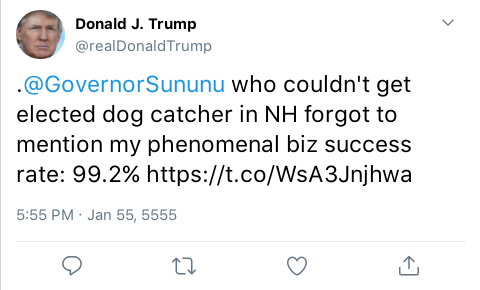 Donald J. Trump
@realDonaldTrump
.@GovernorSununu who couldn't get
elected dog catcher in NH forgot to
mention my phenomenal biz success
rate: 99.2% https://t.co/WsA3Jnjhwa
5:55 PM · Jan 55, 5555